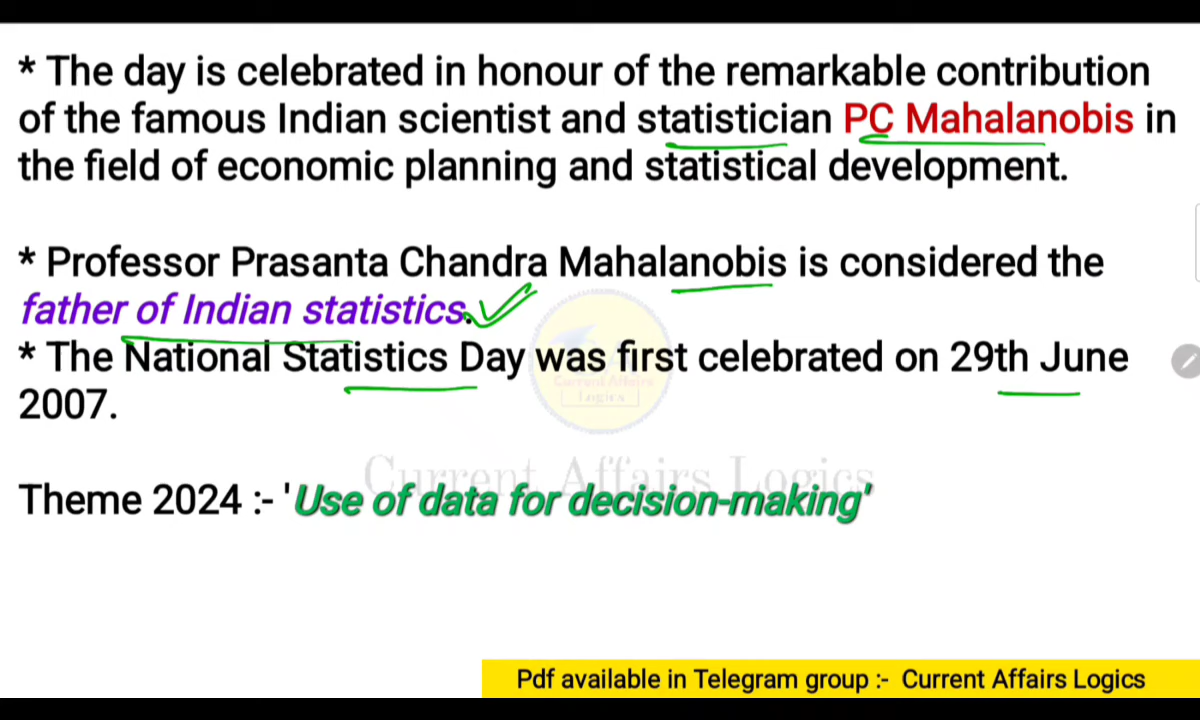 * The day is celebrated in honour of the remarkable contribution
of the famous Indian scientist and statistician PC Mahalanobis in
the field of economic planning and statistical development.
* Professor Prasanta Chandra Mahalanobis is considered the
father of Indian statistics.
* The National Statistics Day was first celebrated on 29th June
2007.
Current Affairs
Logics
Current Affairs Logics
Theme 2024 :- 'Use of data for decision-making'
Pdf available in Telegram group :- Current Affairs Logics